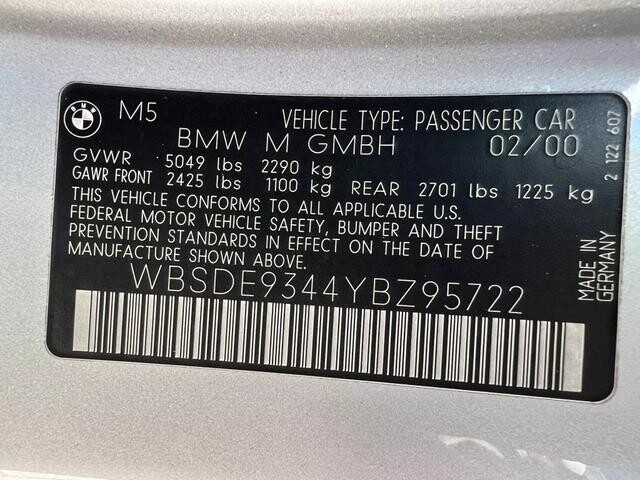 BMW
M5 VEHICLE TYPE: PASSENGER CAR
BMW M GMBH 02/00
GVWR 5049 lbs 2290 kg
GAWR FRONT 2425 lbs 1100 kg REAR 2701 lbs 1225 kg
THIS VEHICLE CONFORMS TO ALL APPLICABLE U.S.
FEDERAL MOTOR VEHICLE SAFETY, BUMPER AND THEFT
PREVENTION STANDARDS IN EFFECT ON THE DATE OF
MANUFACTURE SHOWN ABOVE.
WBSDE9344YBZ95722
MADE IN
GERMANY
2 122 607